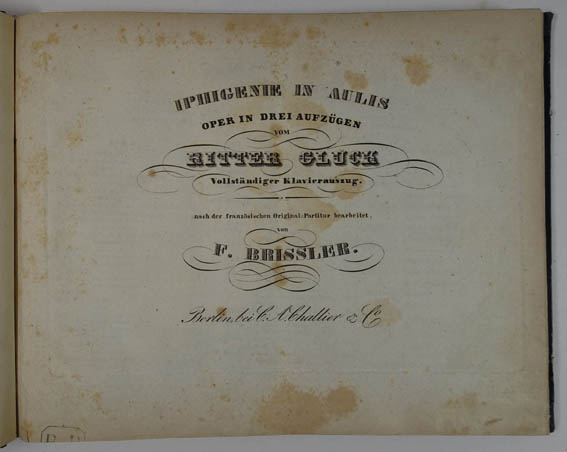 IPHIGENIE IN AULIS
OPER IN DREI AUFZÜGEN
VOM
RITTER GLUCK
Vollständiger Klavierauszug.
nach der französischen Original-Partitur bearbeitet,
von
F. BRISSLER.
Berlin, bei C. A. Challier & Co